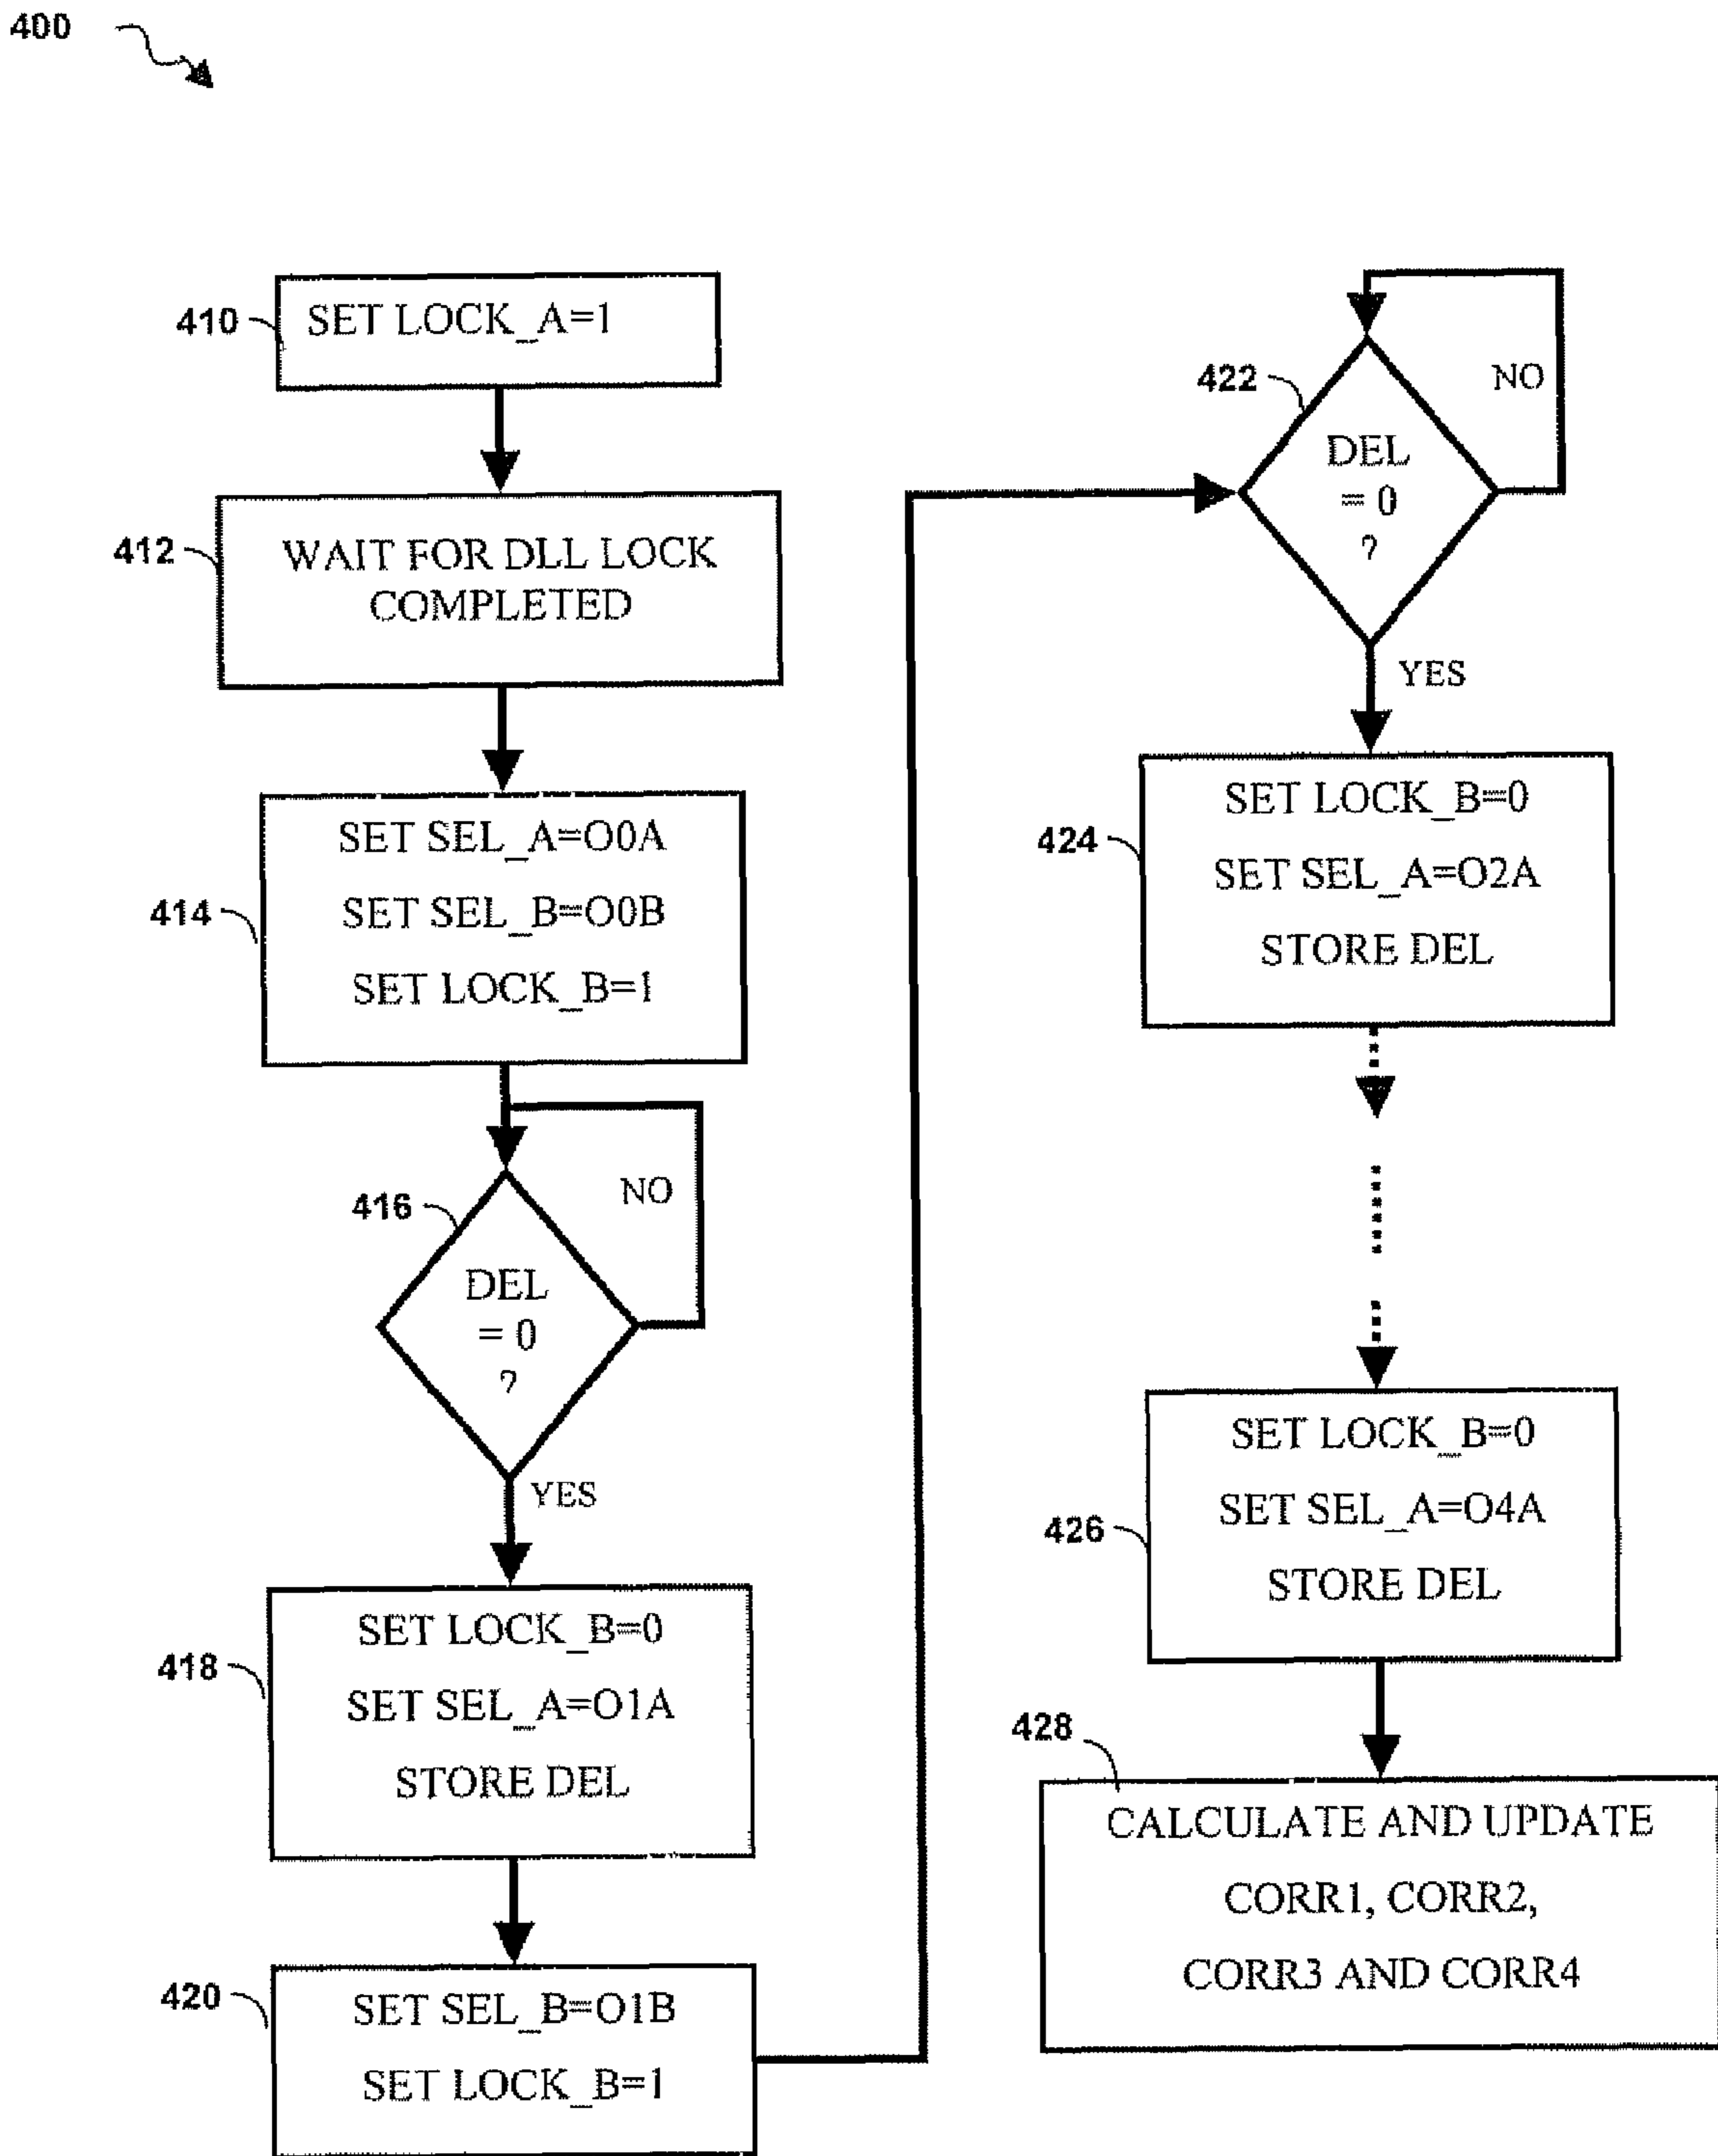 400
410
SET LOCK_A=1
412
WAIT FOR DLL LOCK
COMPLETED
414
SET SEL_A=O0A
SET SEL_B=O0B
SET LOCK_B=1
416
NO
DEL
= 0
?
YES
418
SET LOCK_B=0
SET SEL_A=O1A
STORE DEL
420
SET SEL_B=O1B
SET LOCK_B=1
422
NO
DEL
= 0
?
YES
424
SET LOCK_B=0
SET SEL_A=O2A
STORE DEL
426
SET LOCK_B=0
SET SEL_A=O4A
STORE DEL
428
CALCULATE AND UPDATE
CORR1, CORR2,
CORR3 AND CORR4